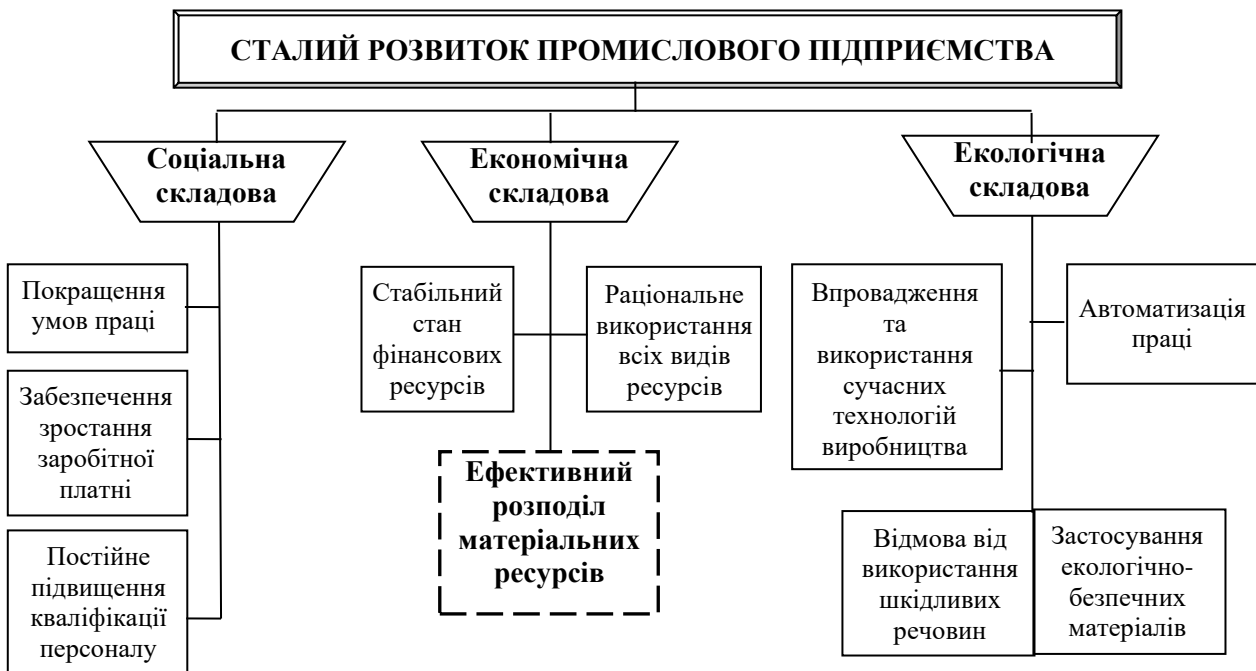 СТАЛИЙ РОЗВИТОК ПРОМИСЛОВОГО ПІДПРИЄМСТВА
Соціальна
складова
Економічна
складова
Екологічна
складова
Покращення
умов праці
Забезпечення
зростання
заробітної
платні
Постійне
підвищення
кваліфікації
персоналу
Стабільний
стан
фінансових
ресурсів
Раціональне
використання
всіх видів
ресурсів
Ефективний
розподіл
матеріальних
ресурсів
Впровадження
та
використання
сучасних
технологій
виробництва
Автоматизація
праці
Відмова від
використання
шкідливих
речовин
Застосування
екологічно-
безпечних
матеріалів